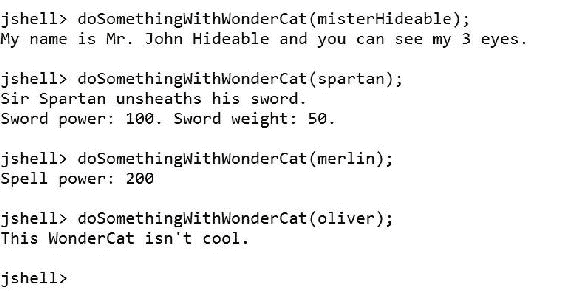 jshell> doSomethingWithWonderCat(misterHideable);
My name is Mr. John Hideable and you can see my 3 eyes.
jshell> doSomethingWithWonderCat(spartan);
Sir Spartan unsheaths his sword.
Sword power: 100. Sword weight: 50.
jshell> doSomethingWithWonderCat(merlin);
Spell power: 200
jshell> doSomethingWithWonderCat(oliver);
This WonderCat isn't cool.
jshell>